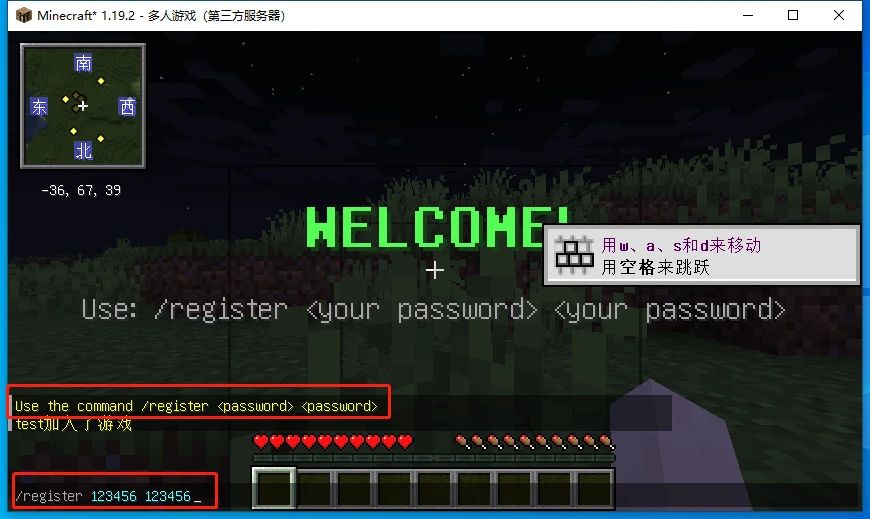 Minecraft* 1.19.2 - 多人游戏（第三方服务器）
南
东
西
北
-36, 67, 39
WELCOME!
用w、a、s和d来移动
用空格来跳跃
Use: /register <your password> <your password>
Use the command /register <password> <password>
test加入了游戏
/register 123456 123456_